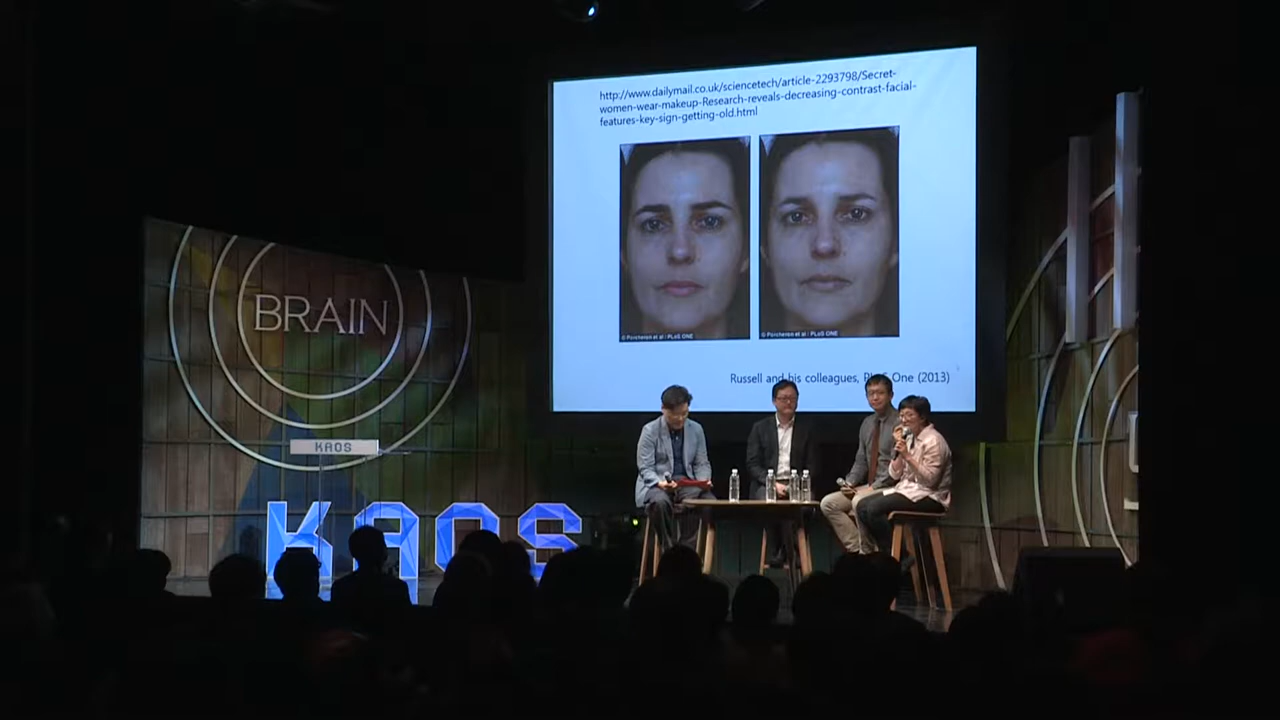 http://www.dailymail.co.uk/sciencetech/article-2293798/Secret-
women-wear-makeup-Research-reveals-decreasing-contrast-facial-
features-key-sign-getting-old.html
© Porcheron et al / PLoS ONE
© Porcheron et al / PLoS ONE
Russell and his colleagues, PLoS One (2013)
BRAIN
KAOS
KAOS